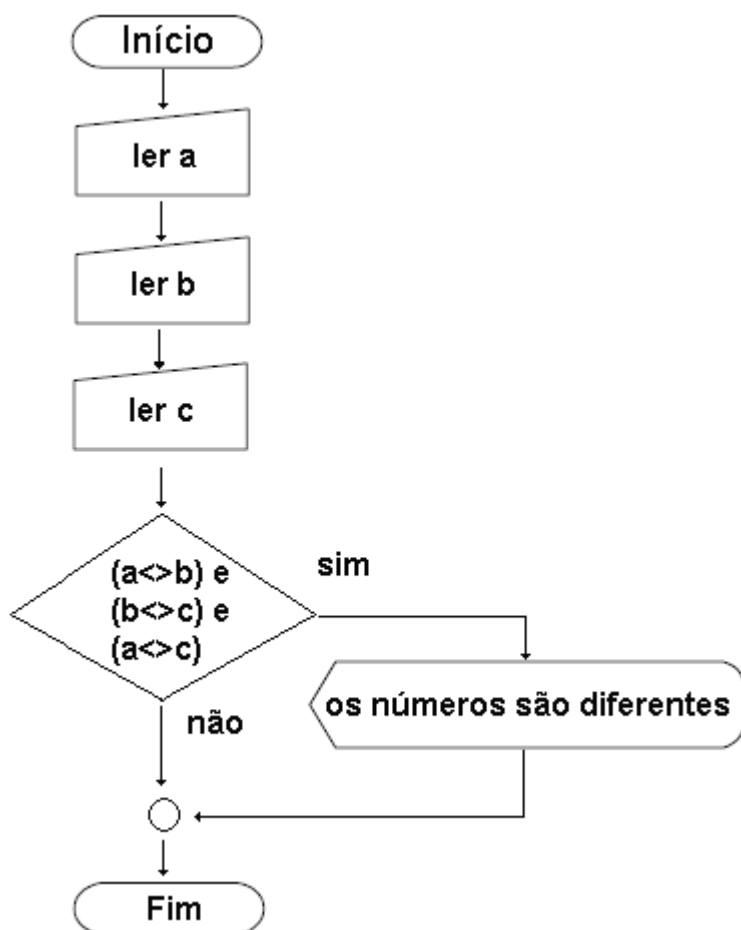 Início
ler a
ler b
ler c
(a<>b) e
(b<>c) e
(a<>c)
sim
os números são diferentes
não
Fim